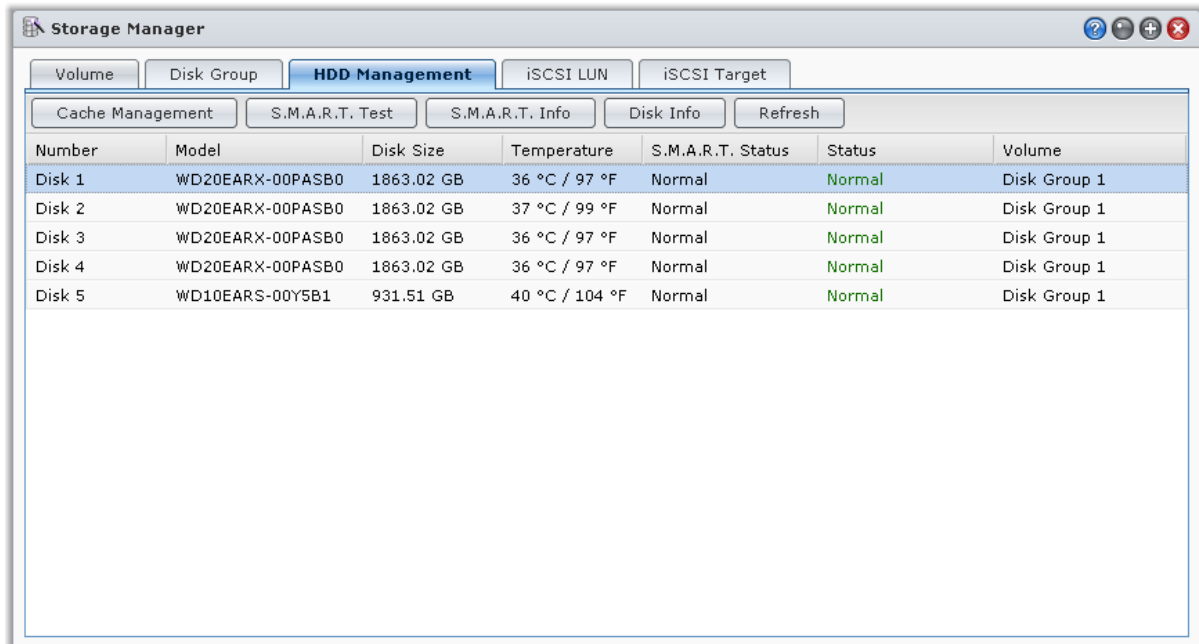 Storage Manager
Volume Disk Group HDD Management iSCSI LUN iSCSI Target
Cache Management S.M.A.R.T. Test S.M.A.R.T. Info Disk Info Refresh
Number Model Disk Size Temperature S.M.A.R.T. Status Status Volume
Disk 1 WD20EARX-00PASB0 1863.02 GB 36 °C / 97 °F Normal Normal Disk Group 1
Disk 2 WD20EARX-00PASB0 1863.02 GB 37 °C / 99 °F Normal Normal Disk Group 1
Disk 3 WD20EARX-00PASB0 1863.02 GB 36 °C / 97 °F Normal Normal Disk Group 1
Disk 4 WD20EARX-00PASB0 1863.02 GB 36 °C / 97 °F Normal Normal Disk Group 1
Disk 5 WD10EARS-00Y5B1 931.51 GB 40 °C / 104 °F Normal Normal Disk Group 1